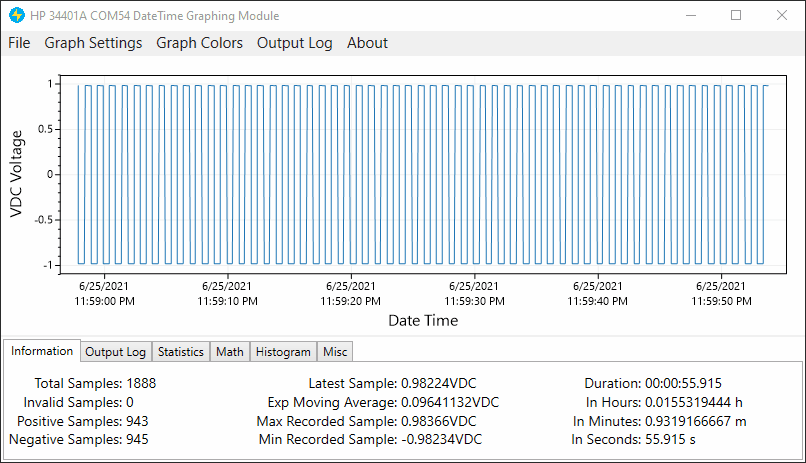 HP 34401A COM54 DateTime Graphing Module
File Graph Settings Graph Colors Output Log About
1
0.5
0
-0.5
-1
VDC Voltage
6/25/2021 6/25/2021 6/25/2021 6/25/2021 6/25/2021 6/25/2021
11:59:00 PM 11:59:10 PM 11:59:20 PM 11:59:30 PM 11:59:40 PM 11:59:50 PM
Date Time
Information Output Log Statistics Math Histogram Misc
Total Samples: 1888 Latest Sample: 0.98224VDC Duration: 00:00:55.915
Invalid Samples: 0 Exp Moving Average: 0.09641132VDC In Hours: 0.0155319444 h
Positive Samples: 943 Max Recorded Sample: 0.98366VDC In Minutes: 0.9319166667 m
Negative Samples: 945 Min Recorded Sample: -0.98234VDC In Seconds: 55.915 s